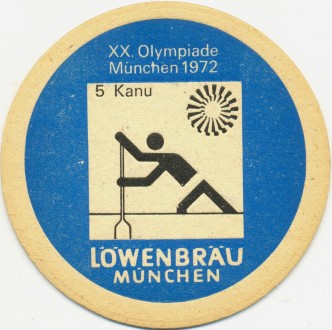 XX. Olympiade
München 1972
5 Kanu
LÖWENBRÄU
MÜNCHEN